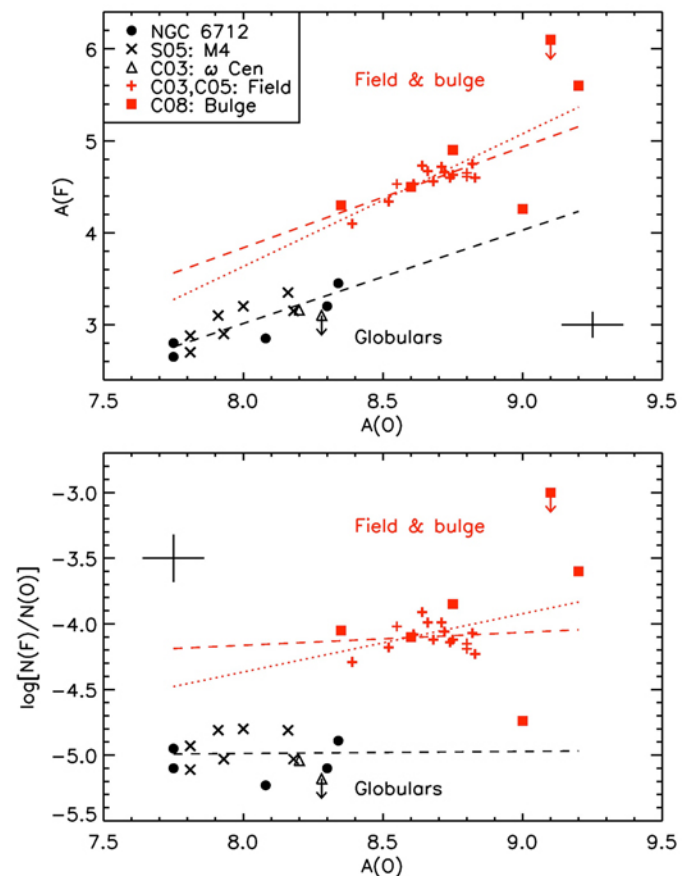 NGC 6712
S05: M4
C03: ω Cen
C03,C05: Field
C08: Bulge
Field & bulge
Globulars
6
5
4
3
A(F)
7.5 8.0 8.5 9.0 9.5
A(O)
-3.0
-3.5
-4.0
-4.5
-5.0
-5.5
log[N(F)/N(O)]
Field & bulge
Globulars
7.5 8.0 8.5 9.0 9.5
A(O)